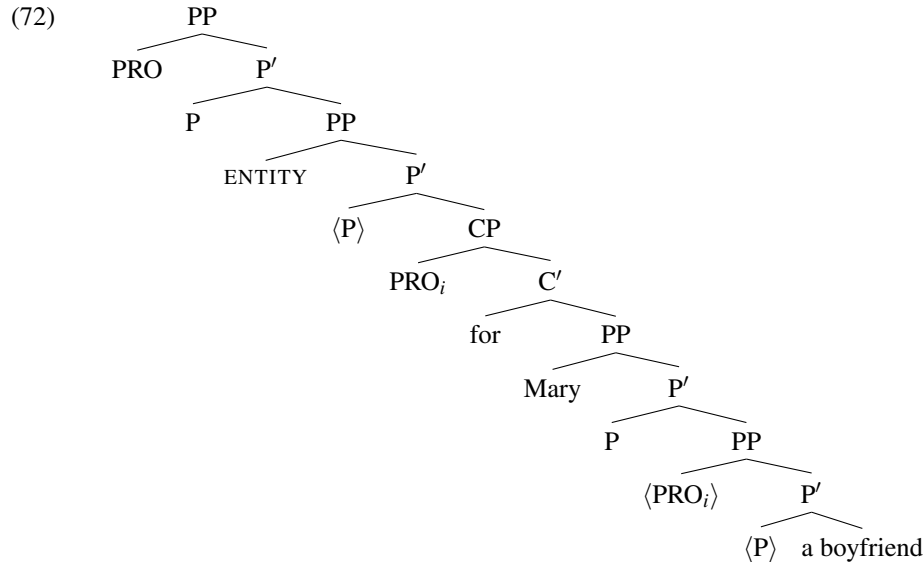 (72) PP
PRO P′
P PP
ENTITY P′
⟨P⟩ CP
PROᵢ C′
for PP
Mary P′
P PP
⟨PROᵢ⟩ P′
⟨P⟩ a boyfriend